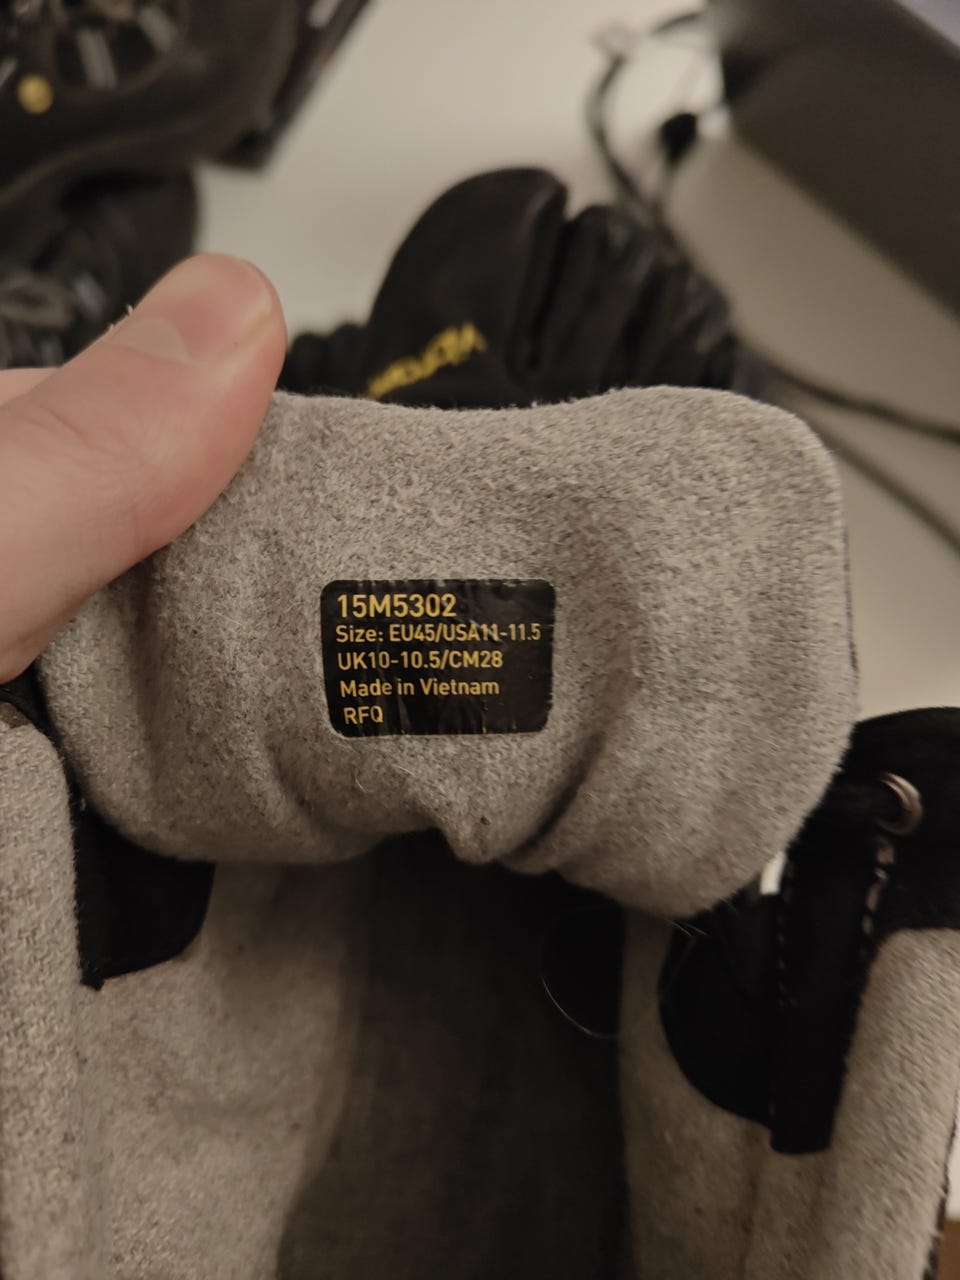 15M5302
Size: EU45/USA11-11.5
UK10-10.5/CM28
Made in Vietnam
RFQ